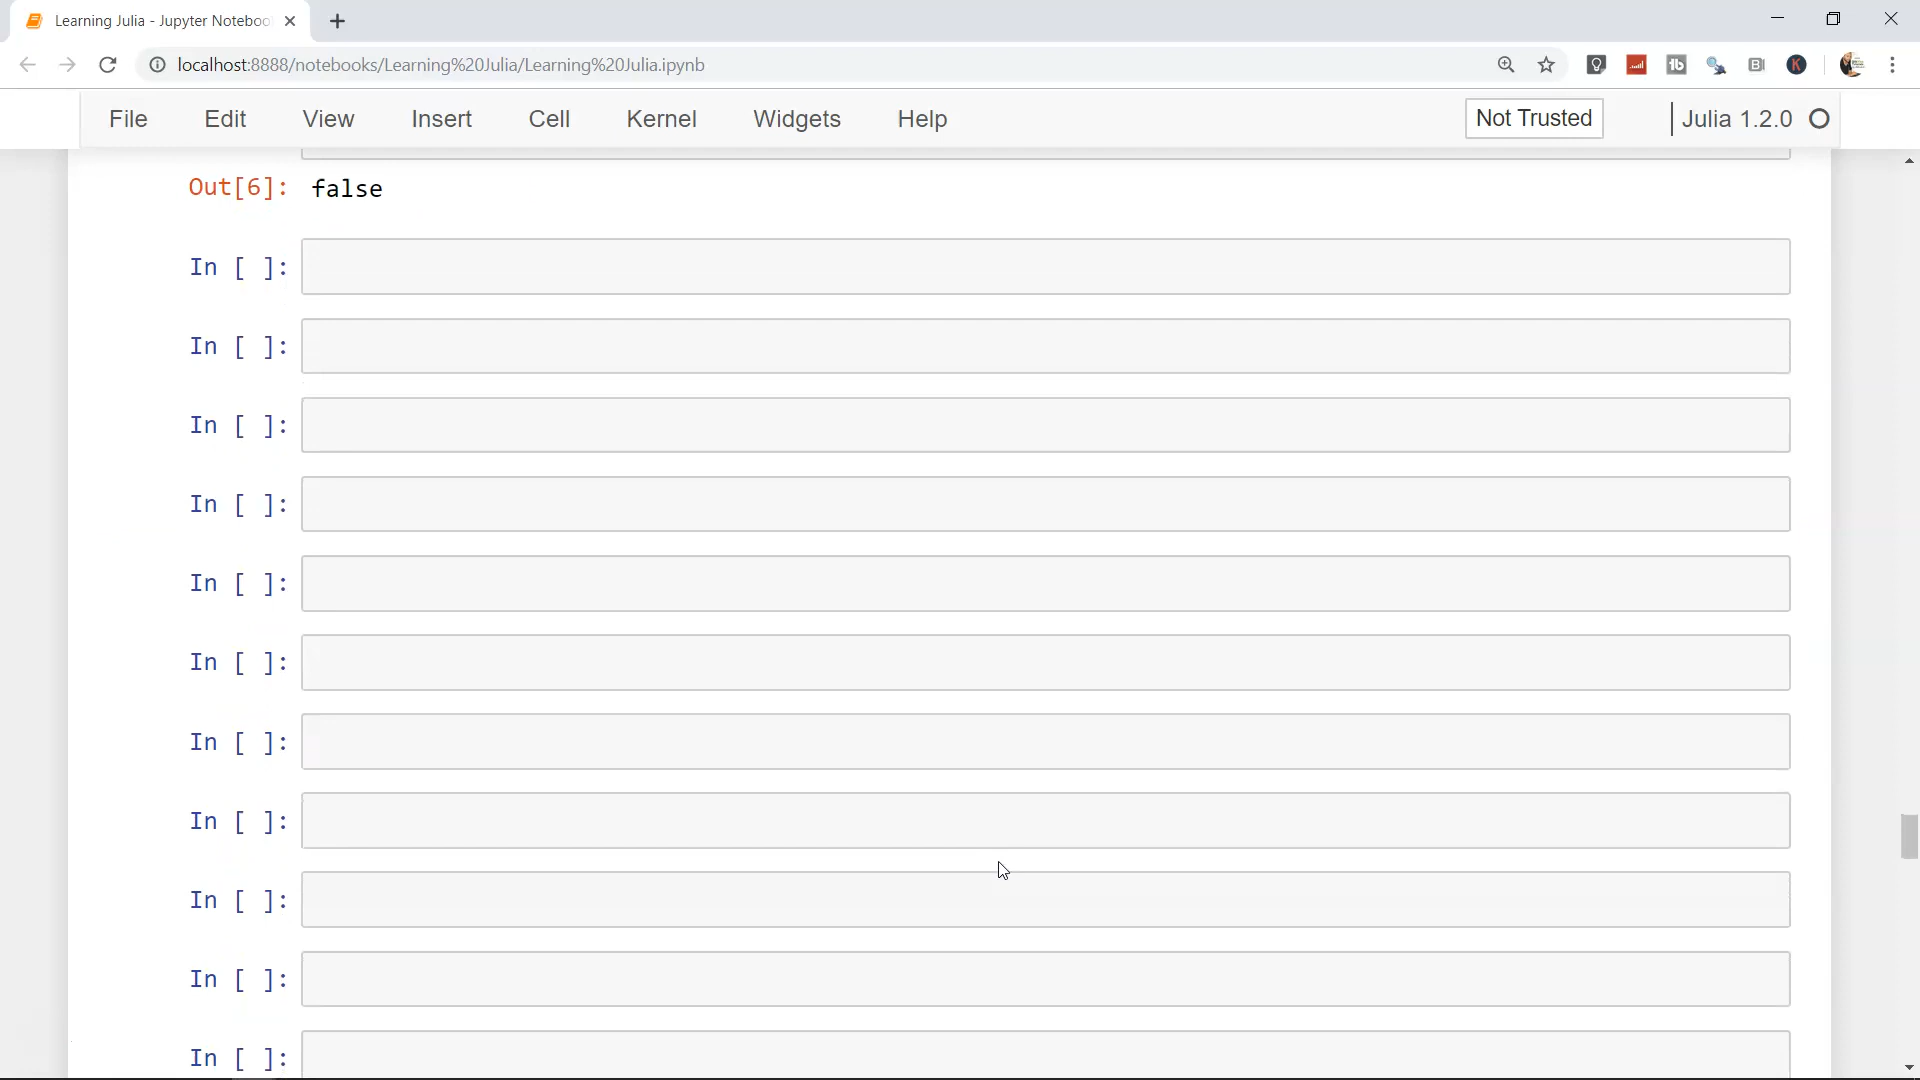 Learning Julia - Jupyter Noteboo
localhost:8888/notebooks/Learning%20Julia/Learning%20Julia.ipynb
File Edit View Insert Cell Kernel Widgets Help Not Trusted Julia 1.2.0
Out[6]: false
In [ ]:
In [ ]:
In [ ]:
In [ ]:
In [ ]:
In [ ]:
In [ ]:
In [ ]:
In [ ]:
In [ ]:
In [ ]: